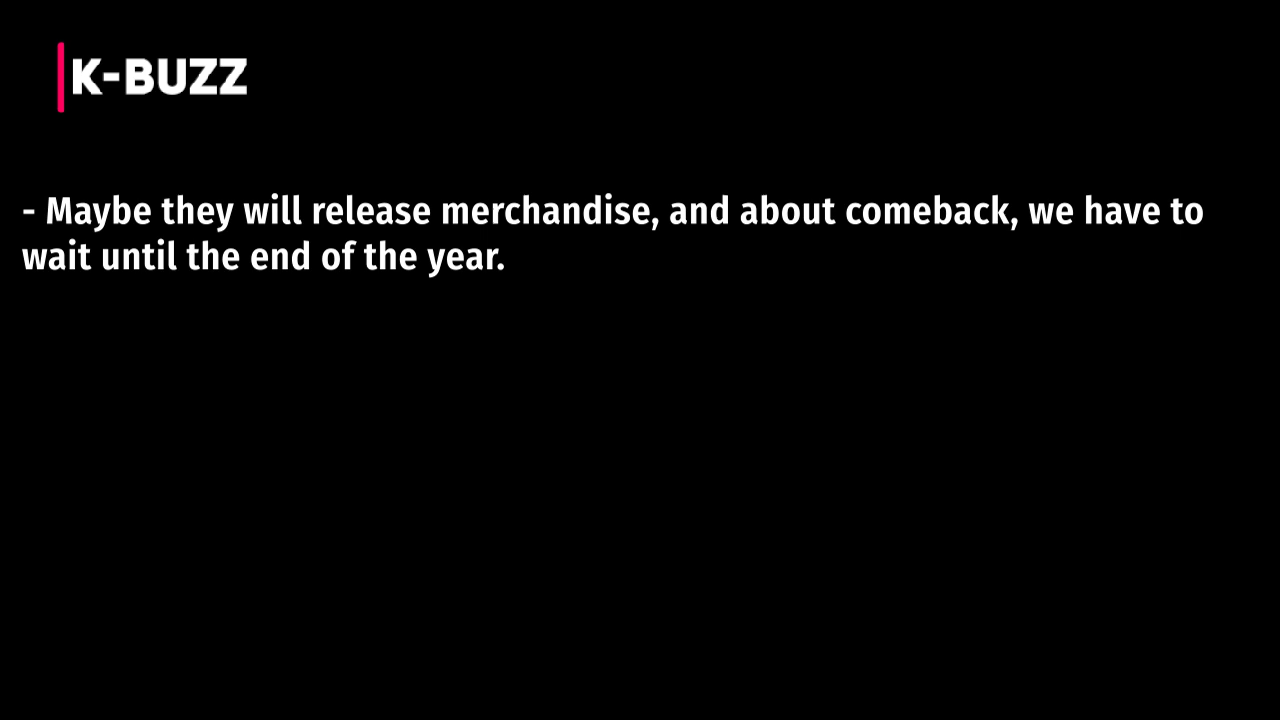 K-BUZZ
- Maybe they will release merchandise, and about comeback, we have to
wait until the end of the year.